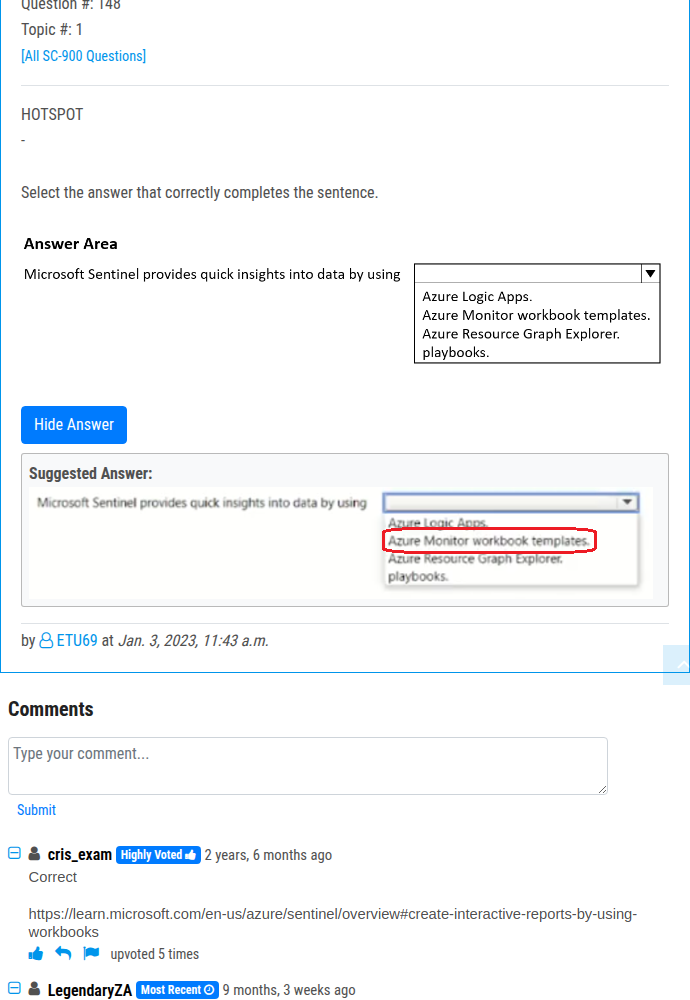 Question #: 148
Topic #: 1
[All SC-900 Questions]
HOTSPOT
-
Select the answer that correctly completes the sentence.
Answer Area
Microsoft Sentinel provides quick insights into data by using
Azure Logic Apps.
Azure Monitor workbook templates.
Azure Resource Graph Explorer.
playbooks.
Hide Answer
Suggested Answer:
Microsoft Sentinel provides quick insights into data by using
Azure Logic Apps.
Azure Monitor workbook templates.
Azure Resource Graph Explorer.
playbooks.
by ETU69 at Jan. 3, 2023, 11:43 a.m.
Comments
Type your comment...
Submit
cris_exam Highly Voted 2 years, 6 months ago
Correct
https://learn.microsoft.com/en-us/azure/sentinel/overview#create-interactive-reports-by-using-
workbooks
upvoted 5 times
LegendaryZA Most Recent 9 months, 3 weeks ago